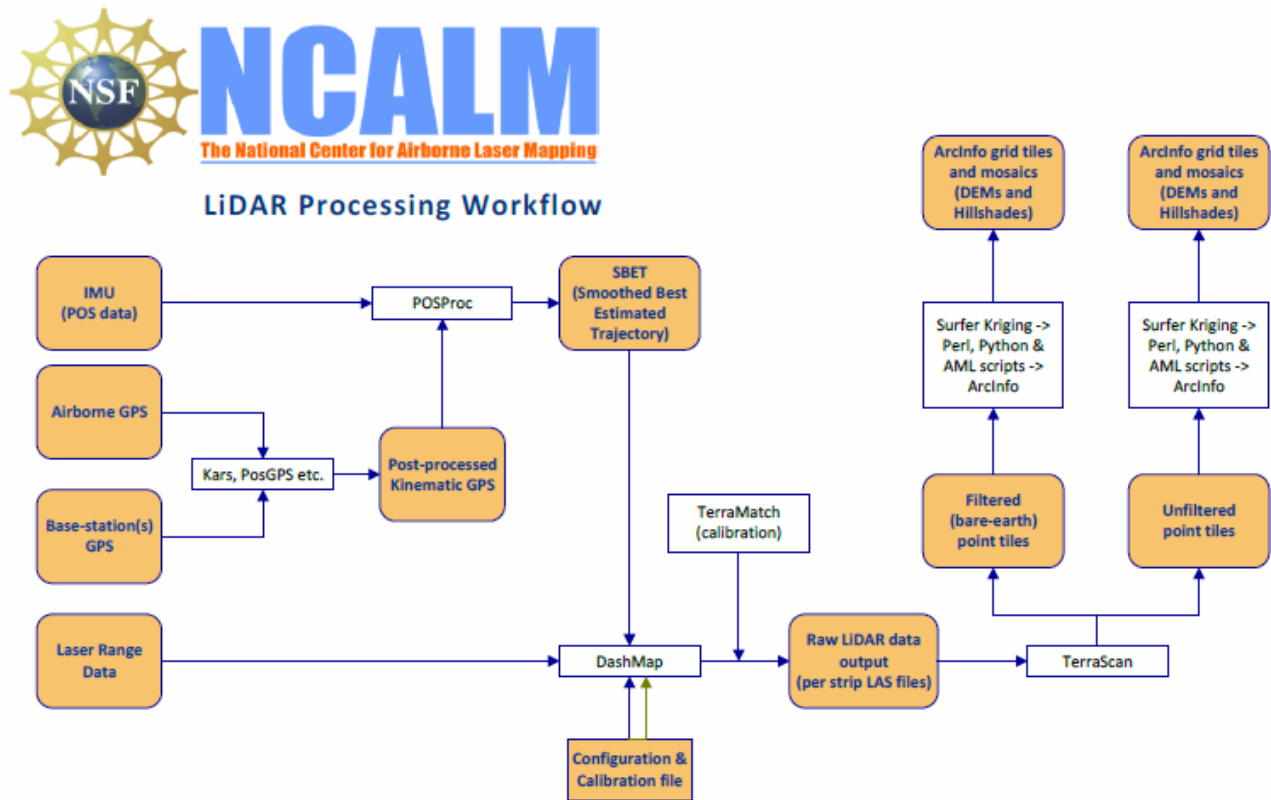 NSF
NCALM
The National Center for Airborne Laser Mapping
LiDAR Processing Workflow
ArcInfo grid tiles
and mosaics
(DEMs and
Hillshades)
ArcInfo grid tiles
and mosaics
(DEMs and
Hillshades)
IMU
(POS data)
POSProc
SBET
(Smoothed Best
Estimated
Trajectory)
Surfer Kriging ->
Perl, Python &
AML scripts ->
ArcInfo
Surfer Kriging ->
Perl, Python &
AML scripts ->
ArcInfo
Airborne GPS
Kars, PosGPS etc.
Post-processed
Kinematic GPS
Base-station(s)
GPS
TerraMatch
(calibration)
Filtered
(bare-earth)
point tiles
Unfiltered
point tiles
Laser Range
Data
DashMap
Raw LiDAR data
output
(per strip LAS files)
TerraScan
Configuration &
Calibration file